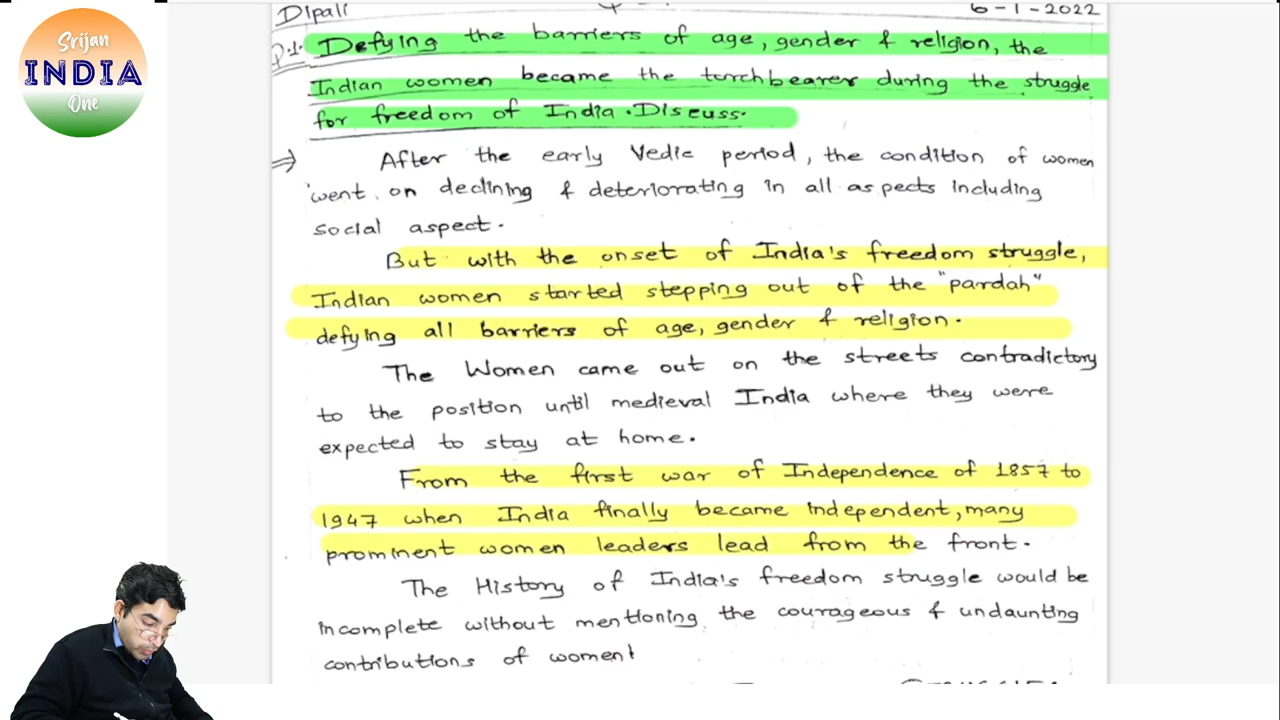 Srijan
INDIA
One
Dipali
6-1-2022
Q.1. Defying the barriers of age, gender & religion, the
Indian women became the torchbearer during the struggle
for freedom of India. Discuss.
⇒ After the early Vedic period, the condition of women
went on declining & deteriorating in all aspects including
social aspect.
But with the onset of India's freedom struggle,
Indian women started stepping out of the "pardah"
defying all barriers of age, gender & religion.
The Women came out on the streets contradictory
to the position until medieval India where they were
expected to stay at home.
From the first war of Independence of 1857 to
1947 when India finally became independent, many
prominent women leaders lead from the front.
The History of India's freedom struggle would be
incomplete without mentioning the courageous & undaunting
contributions of women